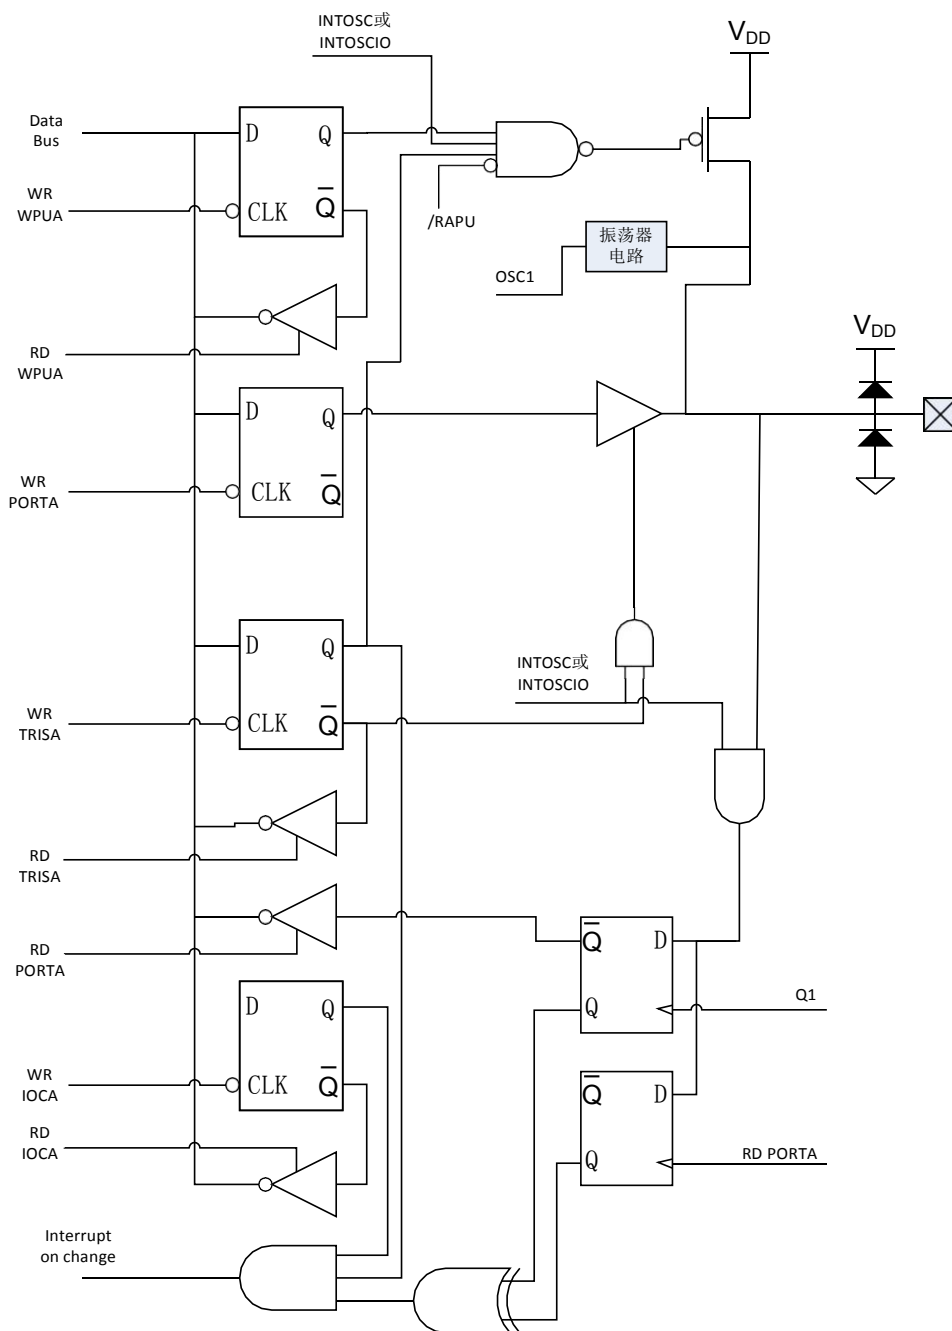 INTOSC或
INTOSCIO
VDD
Data
Bus
D
Q
WR
WPUA
CLK
Q̅
/RAPU
振荡器
电路
OSC1
RD
WPUA
VDD
D
Q
WR
PORTA
CLK
Q̅
D
Q
INTOSC或
INTOSCIO
WR
TRISA
CLK
Q̅
RD
TRISA
RD
PORTA
Q̅
D
Q
Q1
D
Q
WR
IOCA
CLK
Q̅
Q̅
D
RD
IOCA
Q
RD PORTA
Interrupt
on change